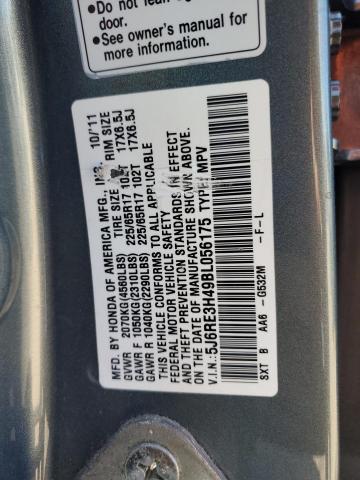 ●Do not lean
door.
●See owner's manual for
more information.
MFD. BY HONDA OF AMERICA MFG., INC. 10/'11
GVWR 2070KG(4560LBS) TIRE SIZE RIM SIZE
GAWR F 1050KG(2310LBS) 225/65R17 102T 17X6.5J
GAWR R 1040KG(2290LBS) 225/65R17 102T 17X6.5J
THIS VEHICLE CONFORMS TO ALL APPLICABLE
FEDERAL MOTOR VEHICLE SAFETY STANDARDS IN EFFECT
AND THEFT PREVENTION
ON THE DATE OF MANUFACTURE SHOWN ABOVE.
V.I.N.: 5J6RE3H49BL056175 TYPE: MPV
SXT B AA6 -G532M -F-L